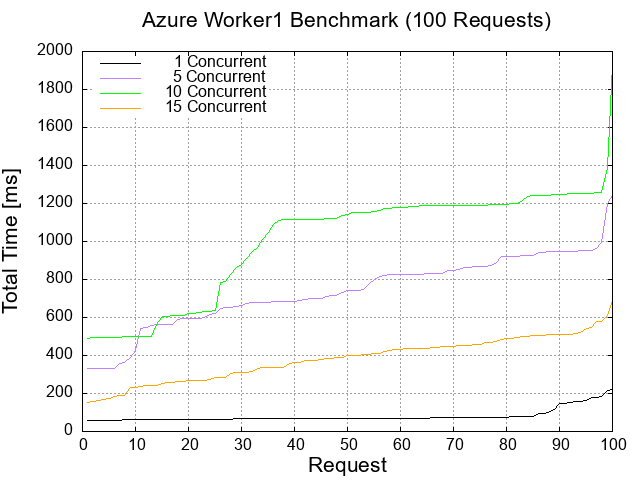 Azure Worker1 Benchmark (100 Requests)
2000
1800
1600
1400
1200
1000
800
600
400
200
0
Total Time [ms]
1 Concurrent
5 Concurrent
10 Concurrent
15 Concurrent
0 10 20 30 40 50 60 70 80 90 100
Request